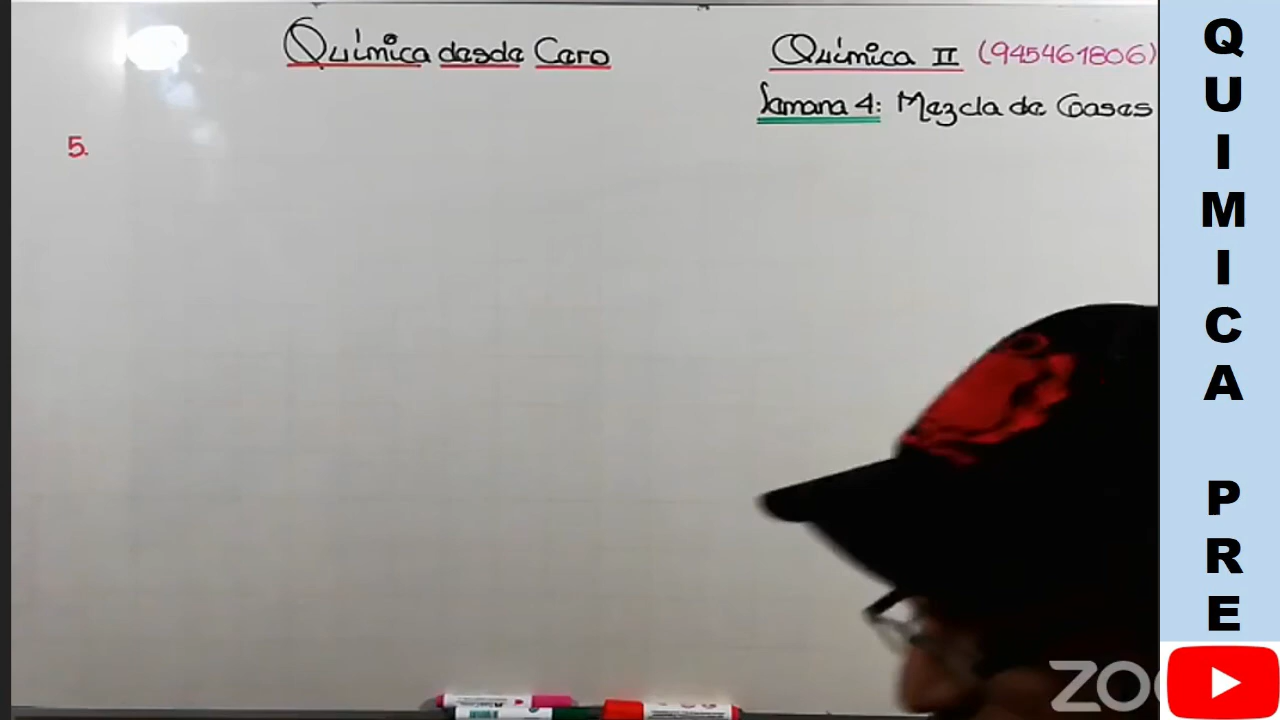 Química desde Cero
Química II (945461806)
Semana 4: Mezcla de Gases
5.
QUIMICA
PRE
ZOO